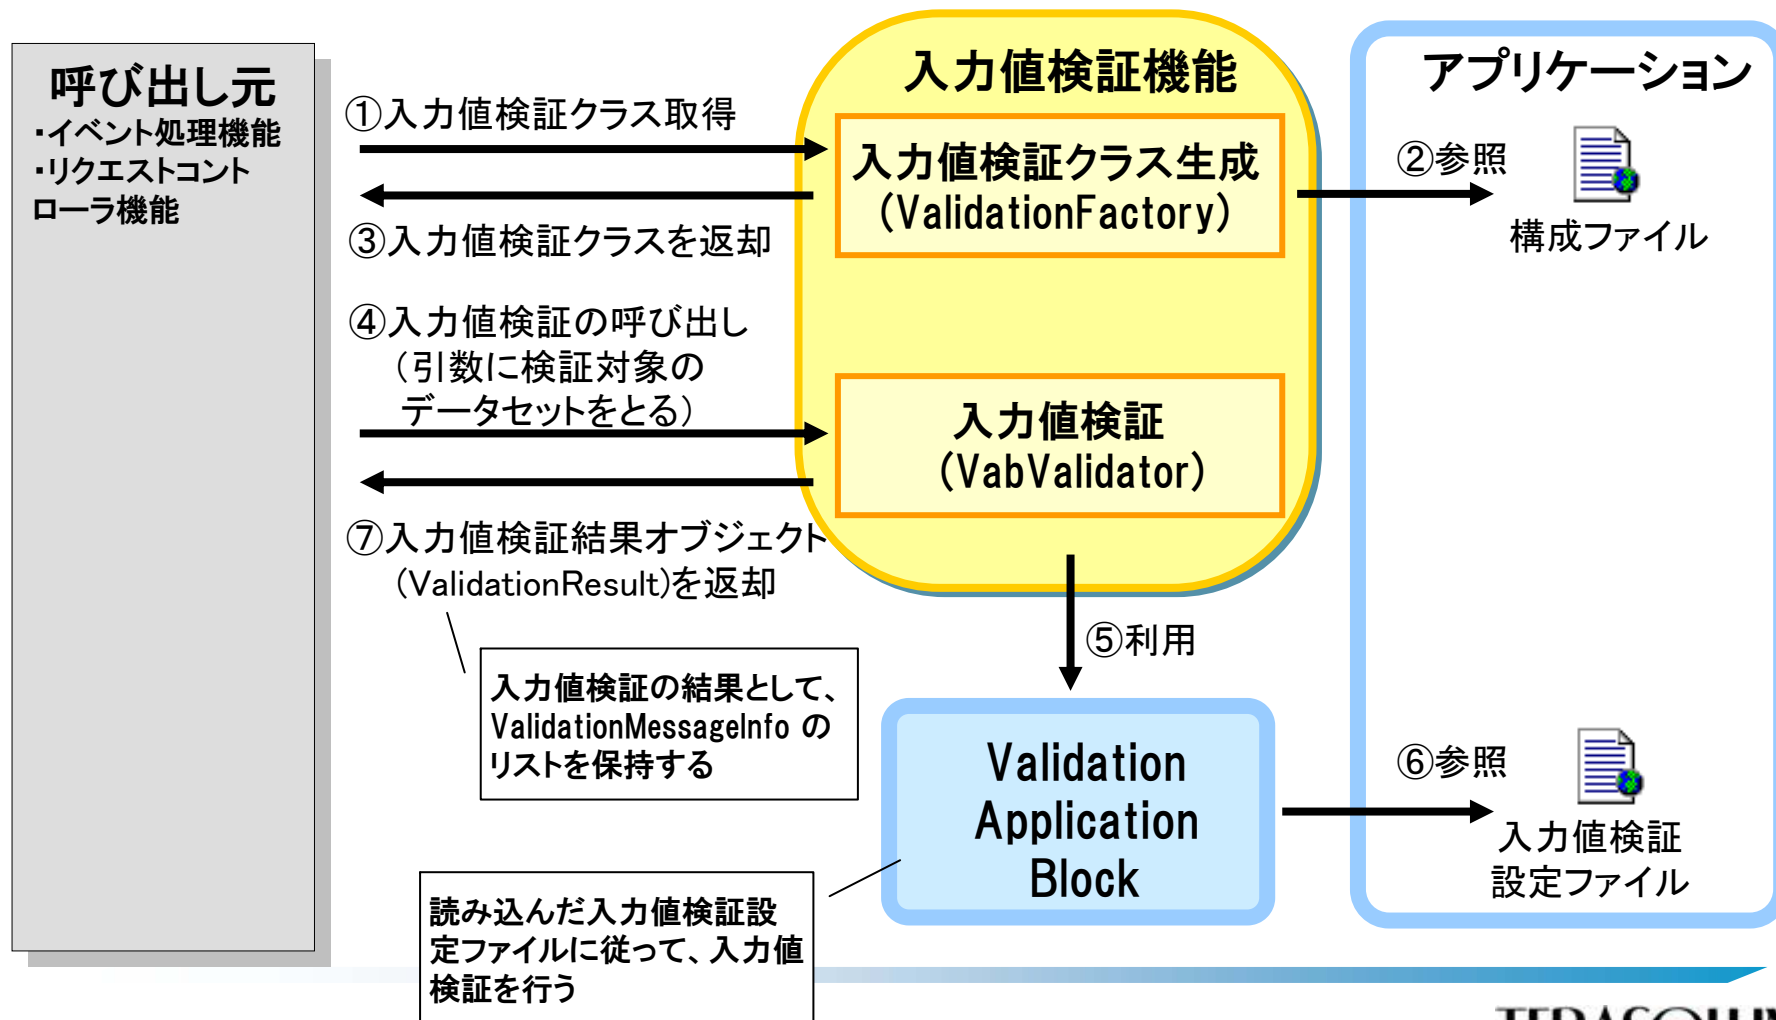 呼び出し元
・イベント処理機能
・リクエストコント
ローラ機能
①入力値検証クラス取得
③入力値検証クラスを返却
④入力値検証の呼び出し
（引数に検証対象の
データセットをとる）
⑦入力値検証結果オブジェクト
(ValidationResult)を返却
入力値検証の結果として、
ValidationMessageInfo の
リストを保持する
入力値検証機能
入力値検証クラス生成
(ValidationFactory)
入力値検証
(VabValidator)
⑤利用
Validation
Application
Block
読み込んだ入力値検証設
定ファイルに従って、入力値
検証を行う
アプリケーション
②参照
構成ファイル
⑥参照
入力値検証
設定ファイル